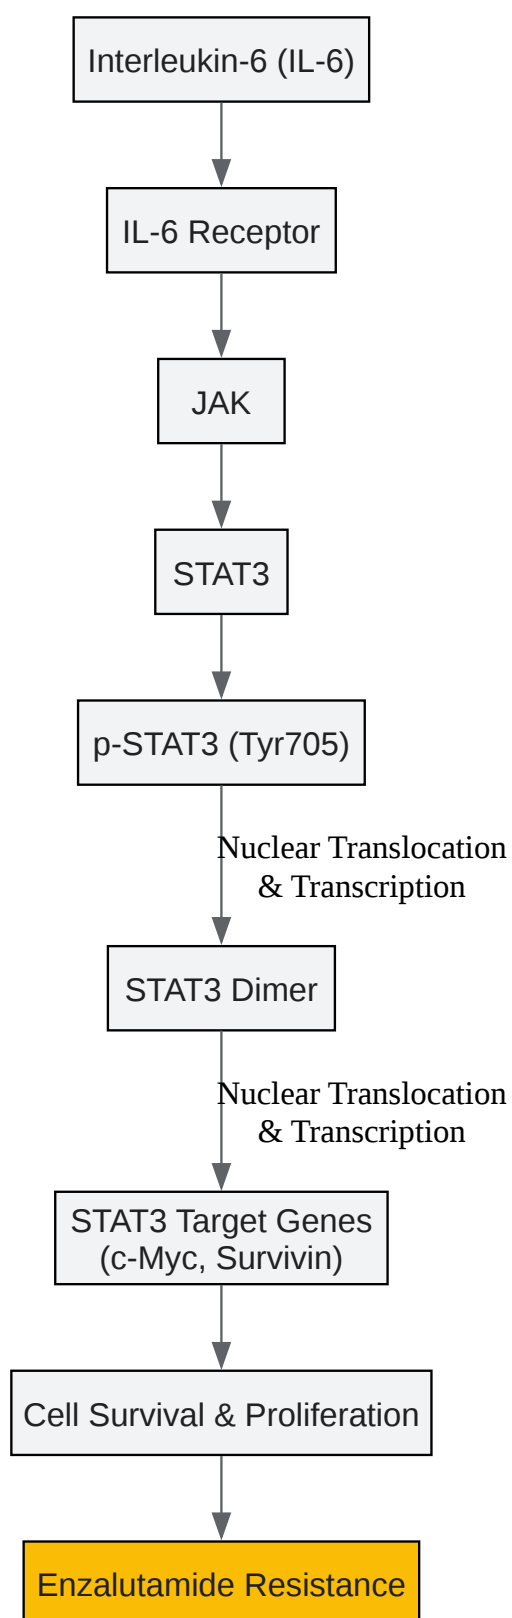 Interleukin-6 (IL-6)
IL-6 Receptor
JAK
STAT3
p-STAT3 (Tyr705)
Nuclear Translocation
& Transcription
STAT3 Dimer
Nuclear Translocation
& Transcription
STAT3 Target Genes
(c-Myc, Survivin)
Cell Survival & Proliferation
Enzalutamide Resistance